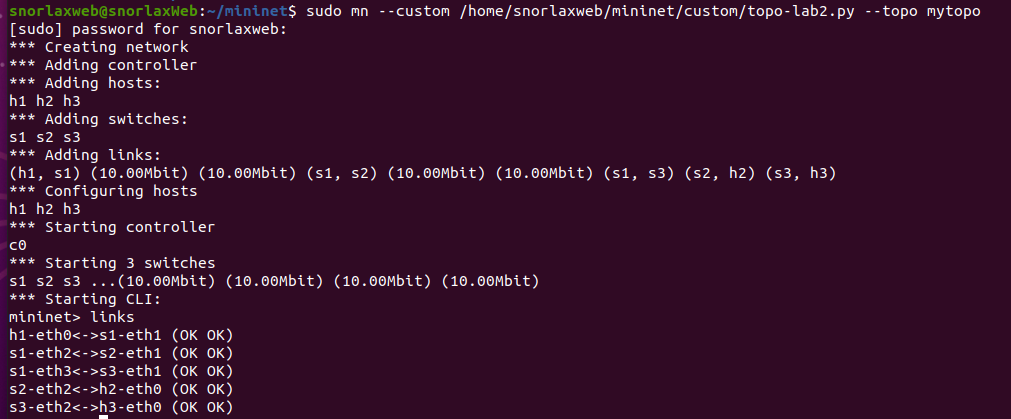 snorlaxweb@snorlaxWeb:~/mininet$ sudo mn --custom /home/snorlaxweb/mininet/custom/topo-lab2.py --topo mytopo
[sudo] password for snorlaxweb:
*** Creating network
*** Adding controller
*** Adding hosts:
h1 h2 h3
*** Adding switches:
s1 s2 s3
*** Adding links:
(h1, s1) (10.00Mbit) (10.00Mbit) (s1, s2) (10.00Mbit) (10.00Mbit) (s1, s3) (s2, h2) (s3, h3)
*** Configuring hosts
h1 h2 h3
*** Starting controller
c0
*** Starting 3 switches
s1 s2 s3 ...(10.00Mbit) (10.00Mbit) (10.00Mbit) (10.00Mbit)
*** Starting CLI:
mininet> links
h1-eth0<->s1-eth1 (OK OK)
s1-eth2<->s2-eth1 (OK OK)
s1-eth3<->s3-eth1 (OK OK)
s2-eth2<->h2-eth0 (OK OK)
s3-eth2<->h3-eth0 (OK OK)